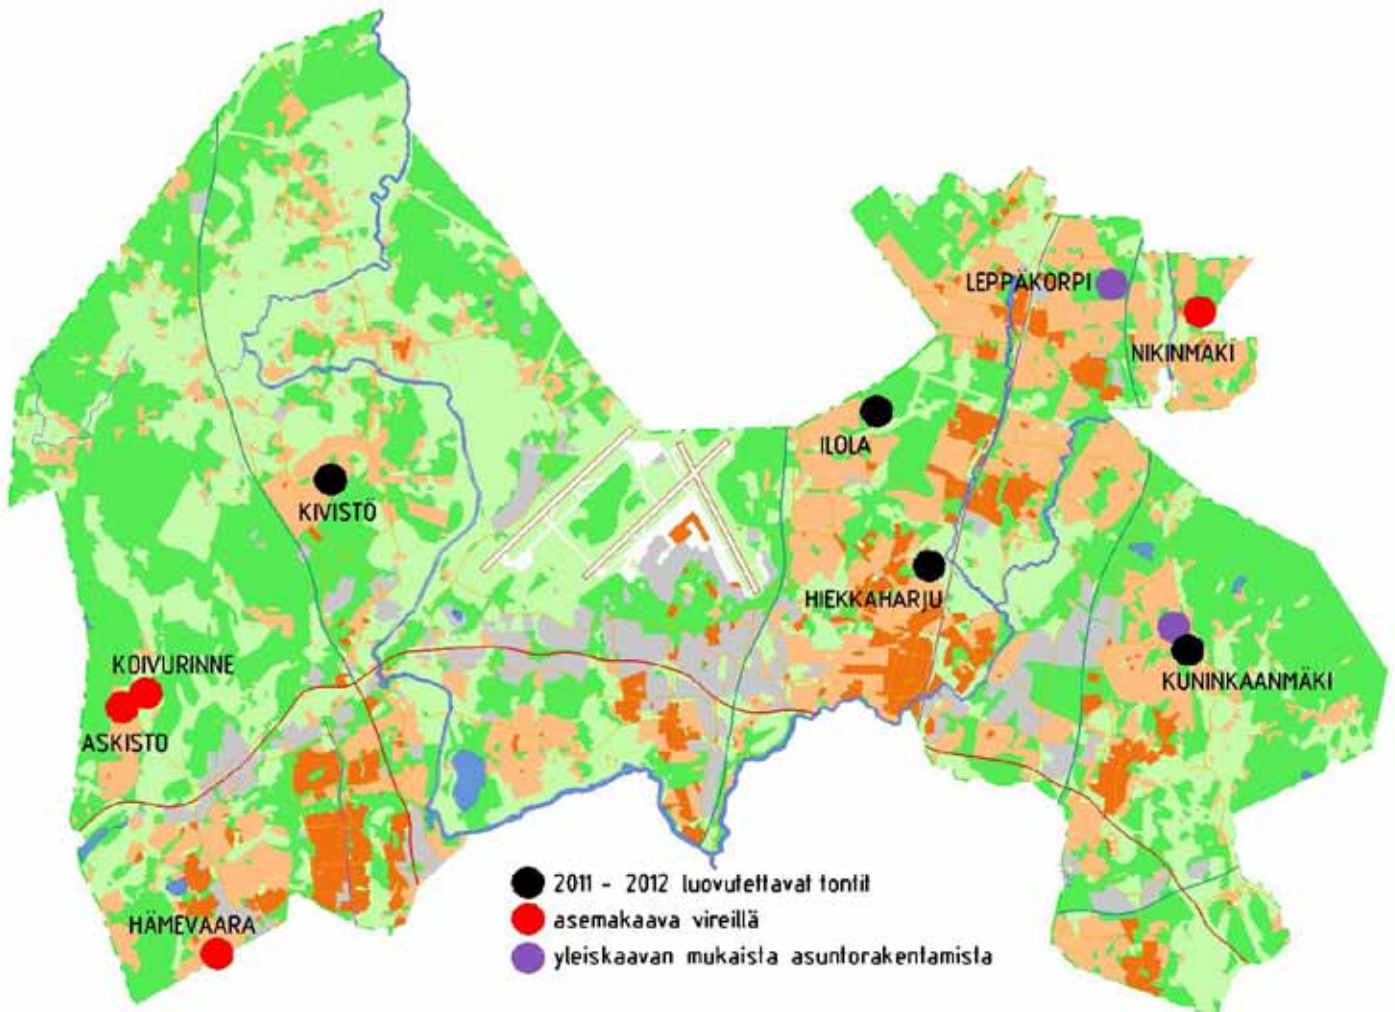 LEPPÄKORPI
NIKINMÄKI
ILOLA
KIVISTÖ
HIEKKAHARJU
KOIVURINNE
KUNINKAANMÄKI
ASKISTO
2011 - 2012 luovutettavat tontit
asemakaava vireillä
HÄMEVAARA
yleiskaavan mukaista asuntorakentamista